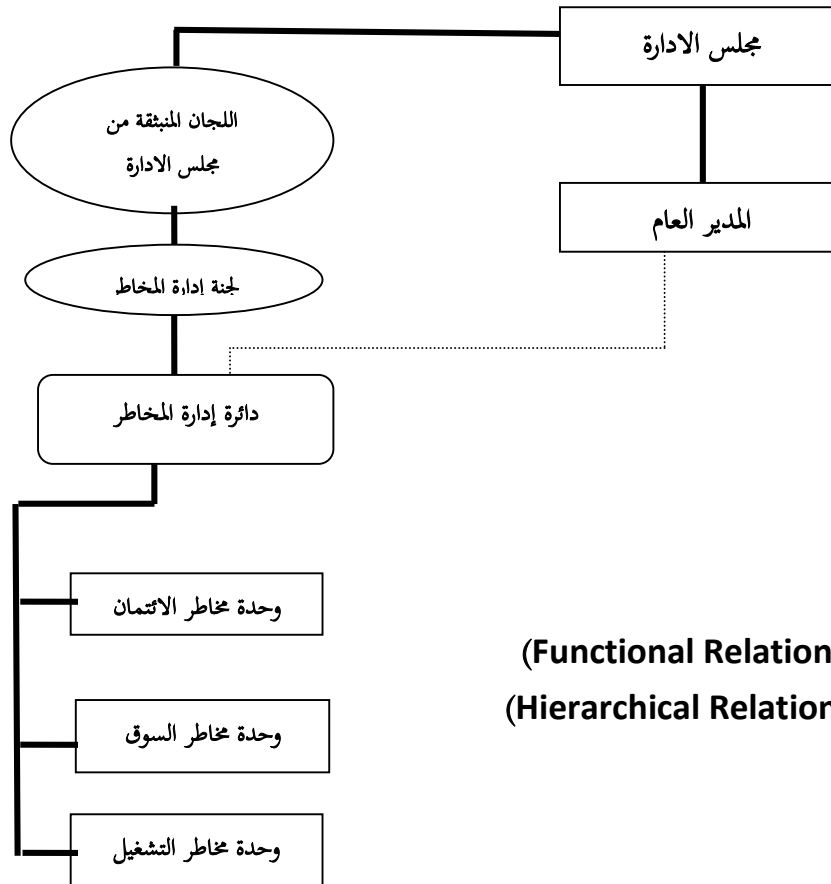 مجلس الادارة
اللجان المنبثقة من
مجلس الادارة
المدير العام
لجنة إدارة المخاط
دائرة إدارة المخاطر
وحدة مخاطر الائتمان
(Functional Relation
(Hierarchical Relation
وحدة مخاطر السوق
وحدة مخاطر التشغيل